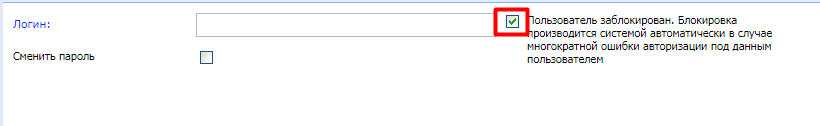 Логин:
Пользователь заблокирован. Блокировка
производится системой автоматически в случае
многократной ошибки авторизации под данным
пользователем
Сменить пароль